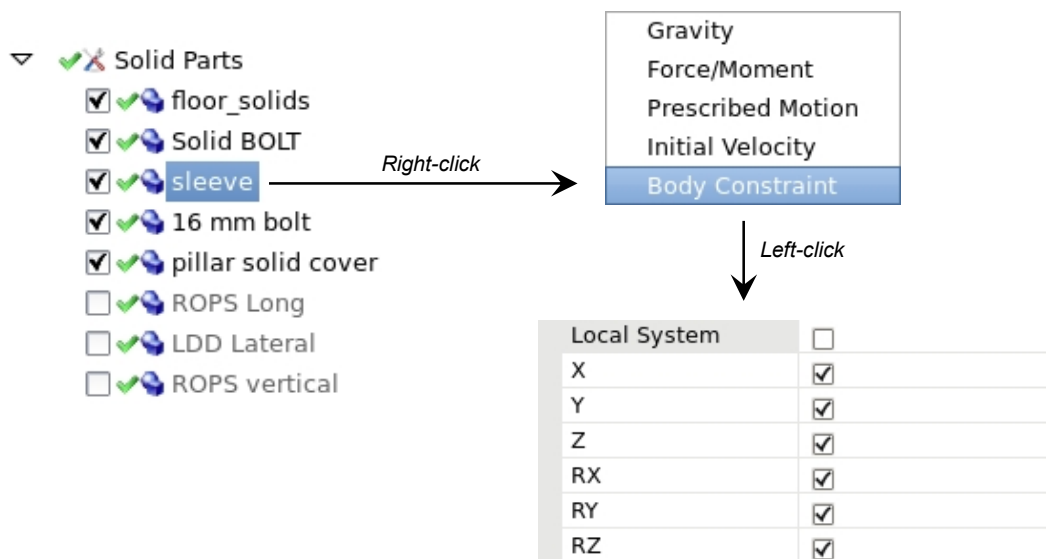 Solid Parts
floor_solids
Solid BOLT
sleeve
16 mm bolt
pillar solid cover
ROPS Long
LDD Lateral
ROPS vertical
Right-click
Gravity
Force/Moment
Prescribed Motion
Initial Velocity
Body Constraint
Left-click
Local System
X
Y
Z
RX
RY
RZ